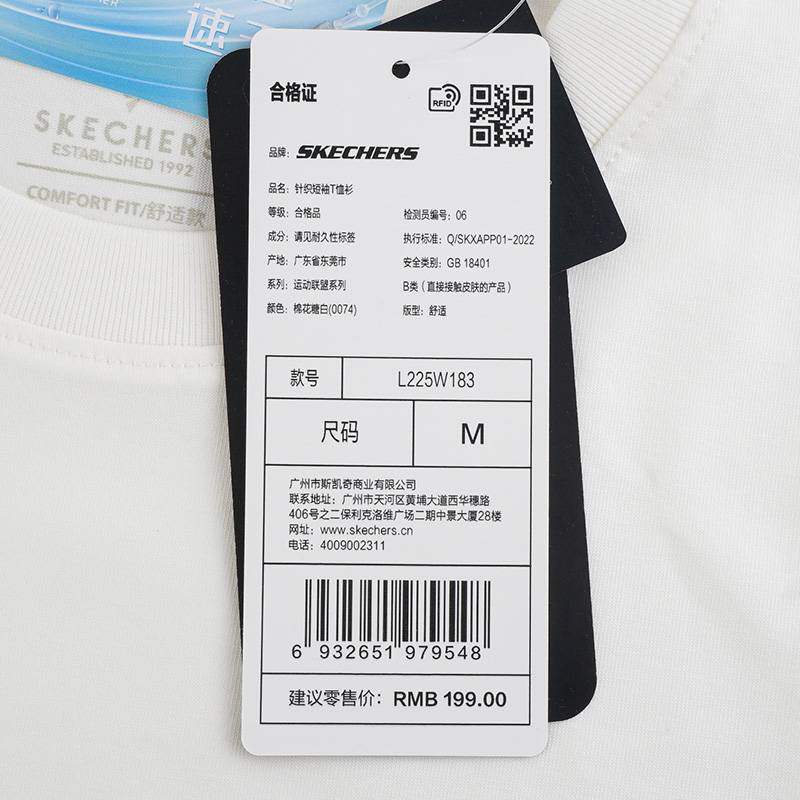 速
SKECHERS
ESTABLISHED 1992
COMFORT FIT/舒适款
合格证
RFID
品牌: SKECHERS
品名: 针织短袖T恤衫
等级: 合格品
检测员编号: 06
成分: 请见耐久性标签
执行标准: Q/SKXAPP01-2022
产地: 广东省东莞市
安全类别: GB 18401
系列: 运动联盟系列
B类 (直接接触皮肤的产品)
颜色: 棉花糖白(0074)
版型: 舒适
款号 L225W183
尺码 M
广州市斯凯奇商业有限公司
联系地址: 广州市天河区黄埔大道西华穗路
406号之二保利克洛维广场二期中景大厦28楼
网址: www.skechers.cn
电话: 4009002311
6 932651 979548
建议零售价: RMB 199.00